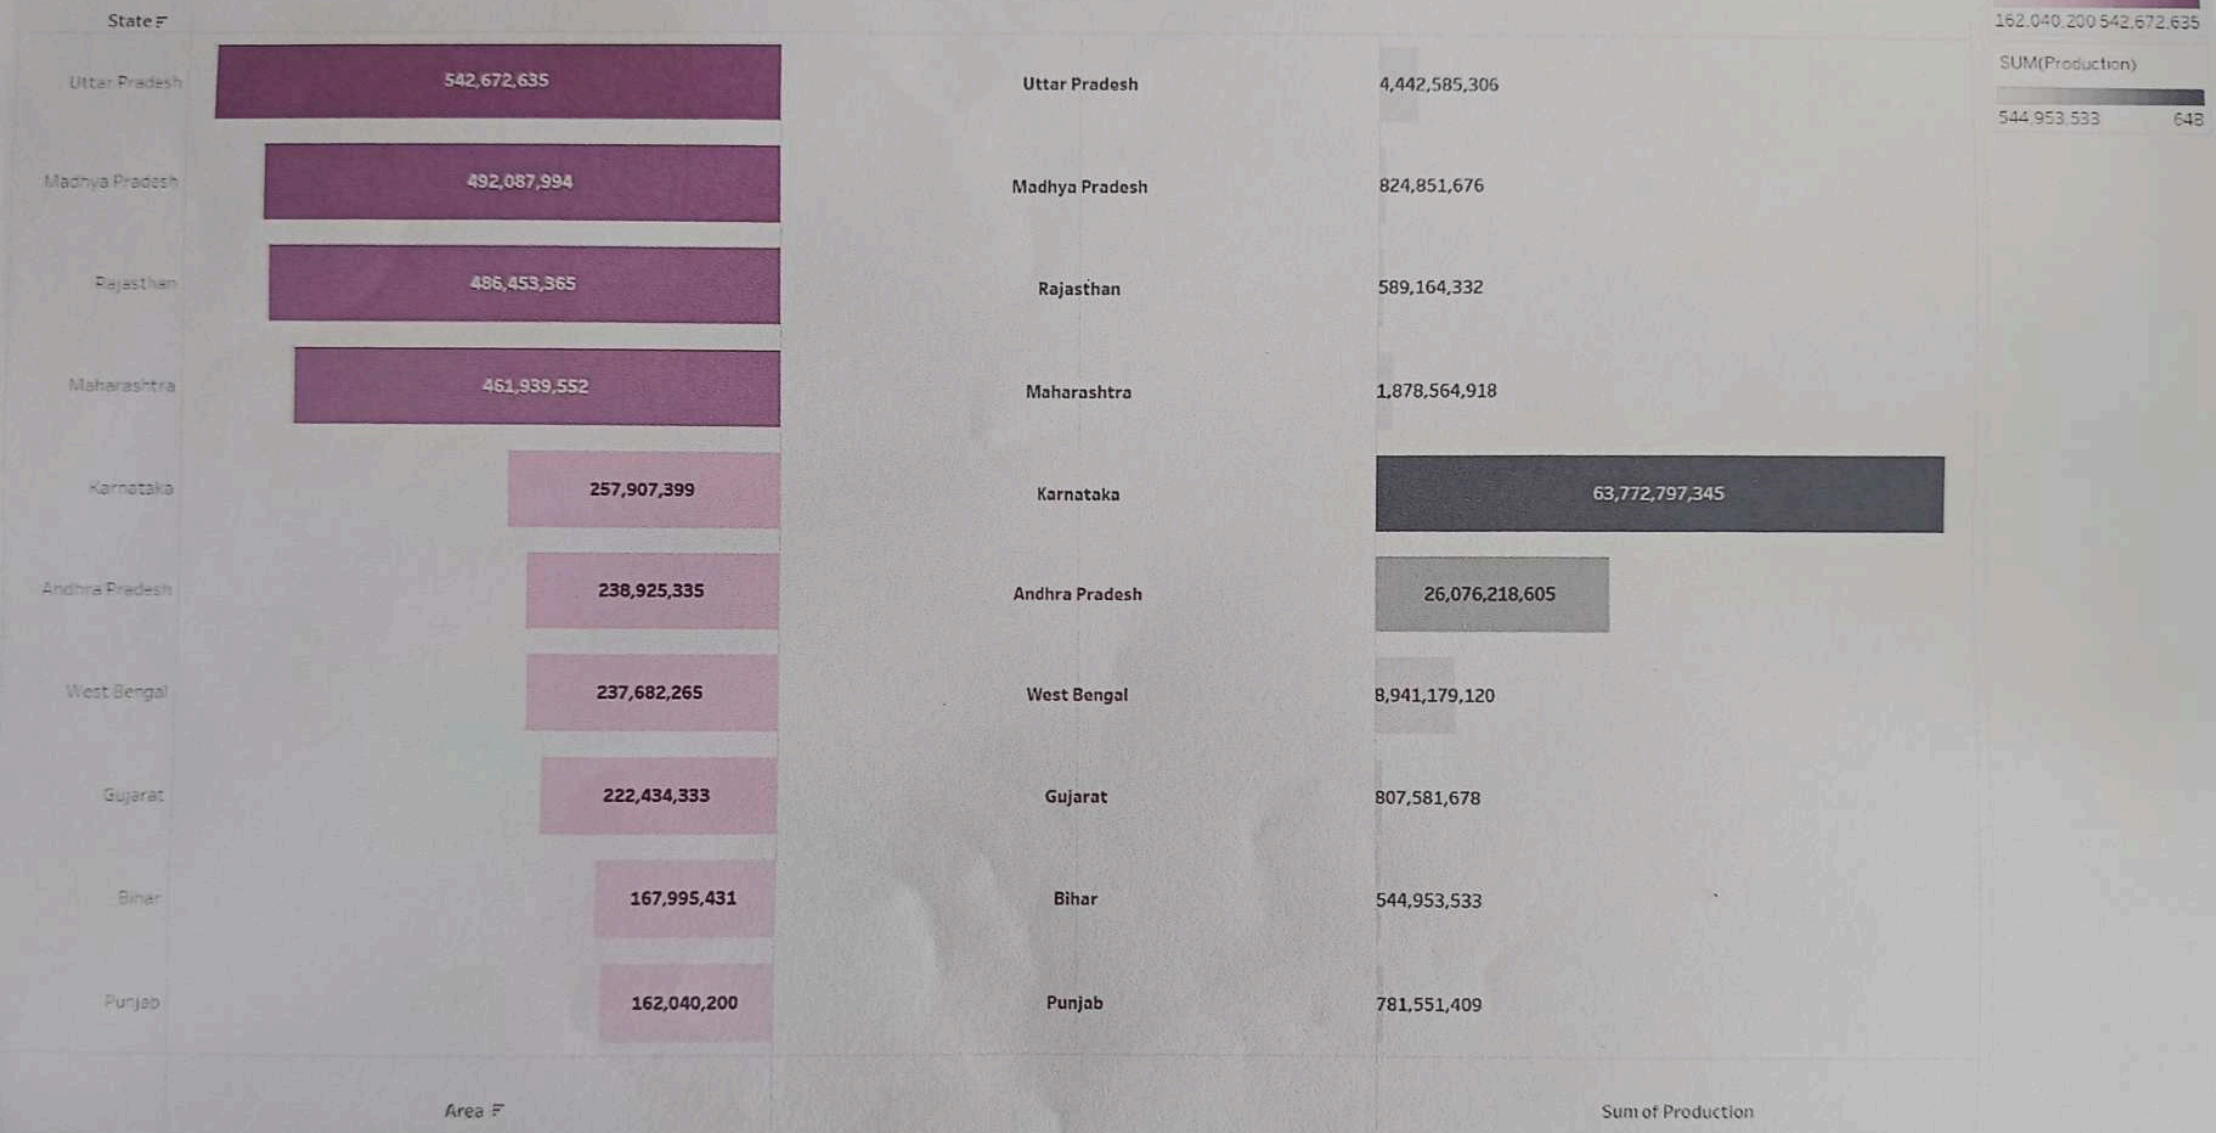 State
162,040,200 542,672,635
SUM(Production)
544,953,533 64B
Uttar Pradesh 542,672,635 Uttar Pradesh 4,442,585,306
Madhya Pradesh 492,087,994 Madhya Pradesh 824,851,676
Rajasthan 486,453,365 Rajasthan 589,164,332
Maharashtra 461,939,552 Maharashtra 1,878,564,918
Karnataka 257,907,399 Karnataka 63,772,797,345
Andhra Pradesh 238,925,335 Andhra Pradesh 26,076,218,605
West Bengal 237,682,265 West Bengal 8,941,179,120
Gujarat 222,434,333 Gujarat 807,581,678
Bihar 167,995,431 Bihar 544,953,533
Punjab 162,040,200 Punjab 781,551,409
Area Sum of Production